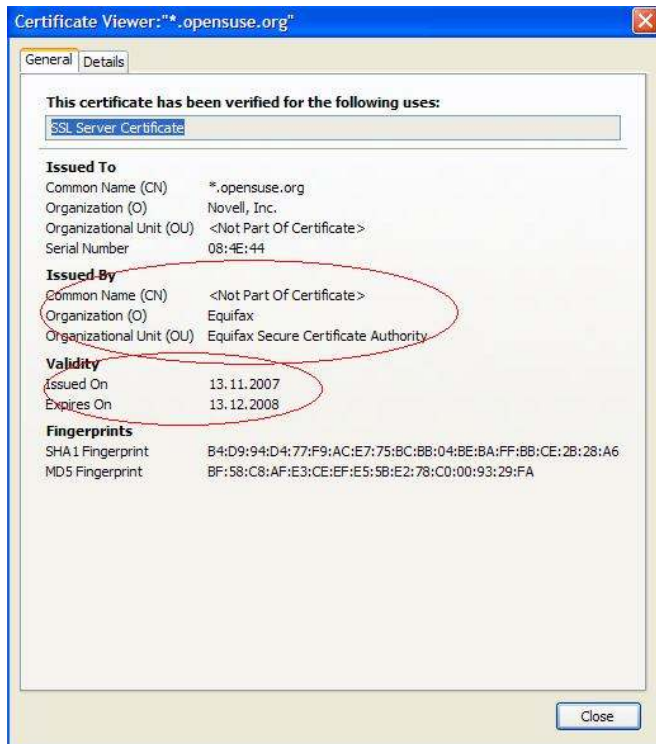 Certificate Viewer:"*.opensuse.org"
General Details
This certificate has been verified for the following uses:
SSL Server Certificate
Issued To
Common Name (CN) *.opensuse.org
Organization (O) Novell, Inc.
Organizational Unit (OU) <Not Part Of Certificate>
Serial Number 08:4E:44
Issued By
Common Name (CN) <Not Part Of Certificate>
Organization (O) Equifax
Organizational Unit (OU) Equifax Secure Certificate Authority
Validity
Issued On 13.11.2007
Expires On 13.12.2008
Fingerprints
SHA1 Fingerprint B4:D9:94:D4:77:F9:AC:E7:75:BC:BB:04:BE:BA:FF:BB:CE:2B:28:A6
MD5 Fingerprint BF:58:C8:AF:E3:CE:EF:E5:5B:E2:78:C0:00:93:29:FA
Close